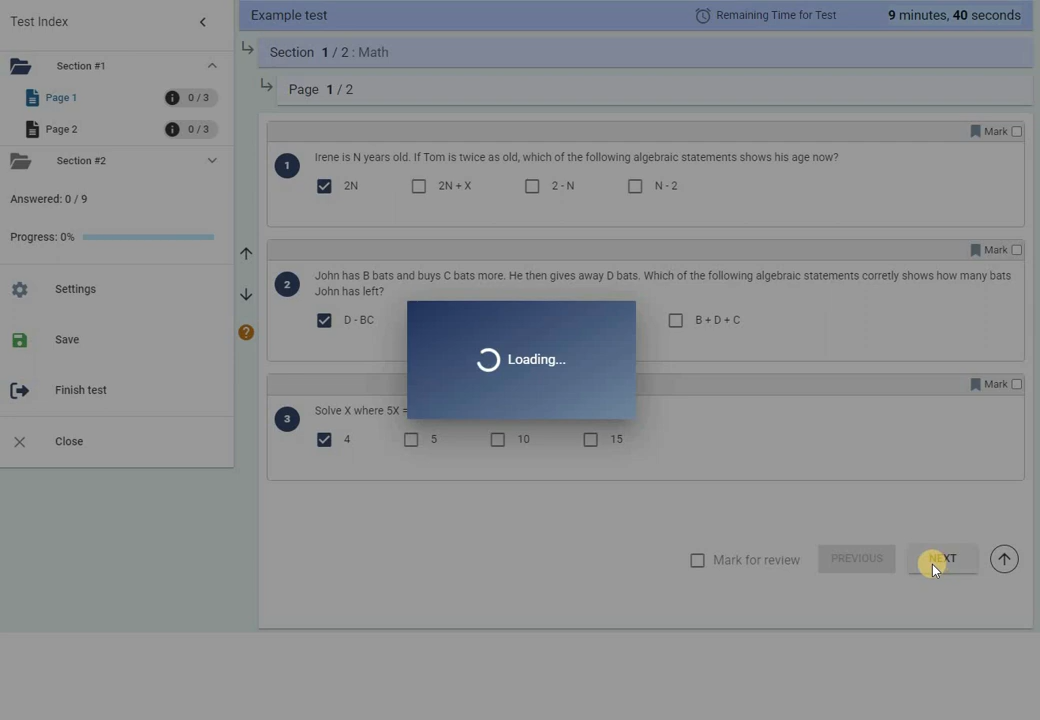 Test Index
Section #1
Page 1
0 / 3
Page 2
0 / 3
Section #2
Answered: 0 / 9
Progress: 0%
Settings
Save
Finish test
Close
Example test
Remaining Time for Test
9 minutes, 40 seconds
Section 1 / 2 : Math
Page 1 / 2
Mark
1
Irene is N years old. If Tom is twice as old, which of the following algebraic statements shows his age now?
2N
2N + X
2 - N
N - 2
Mark
2
John has B bats and buys C bats more. He then gives away D bats. Which of the following algebraic statements corretly shows how many bats
John has left?
D - BC
B + D + C
Loading...
Mark
3
Solve X where 5X =
4
5
10
15
Mark for review
PREVIOUS
NEXT